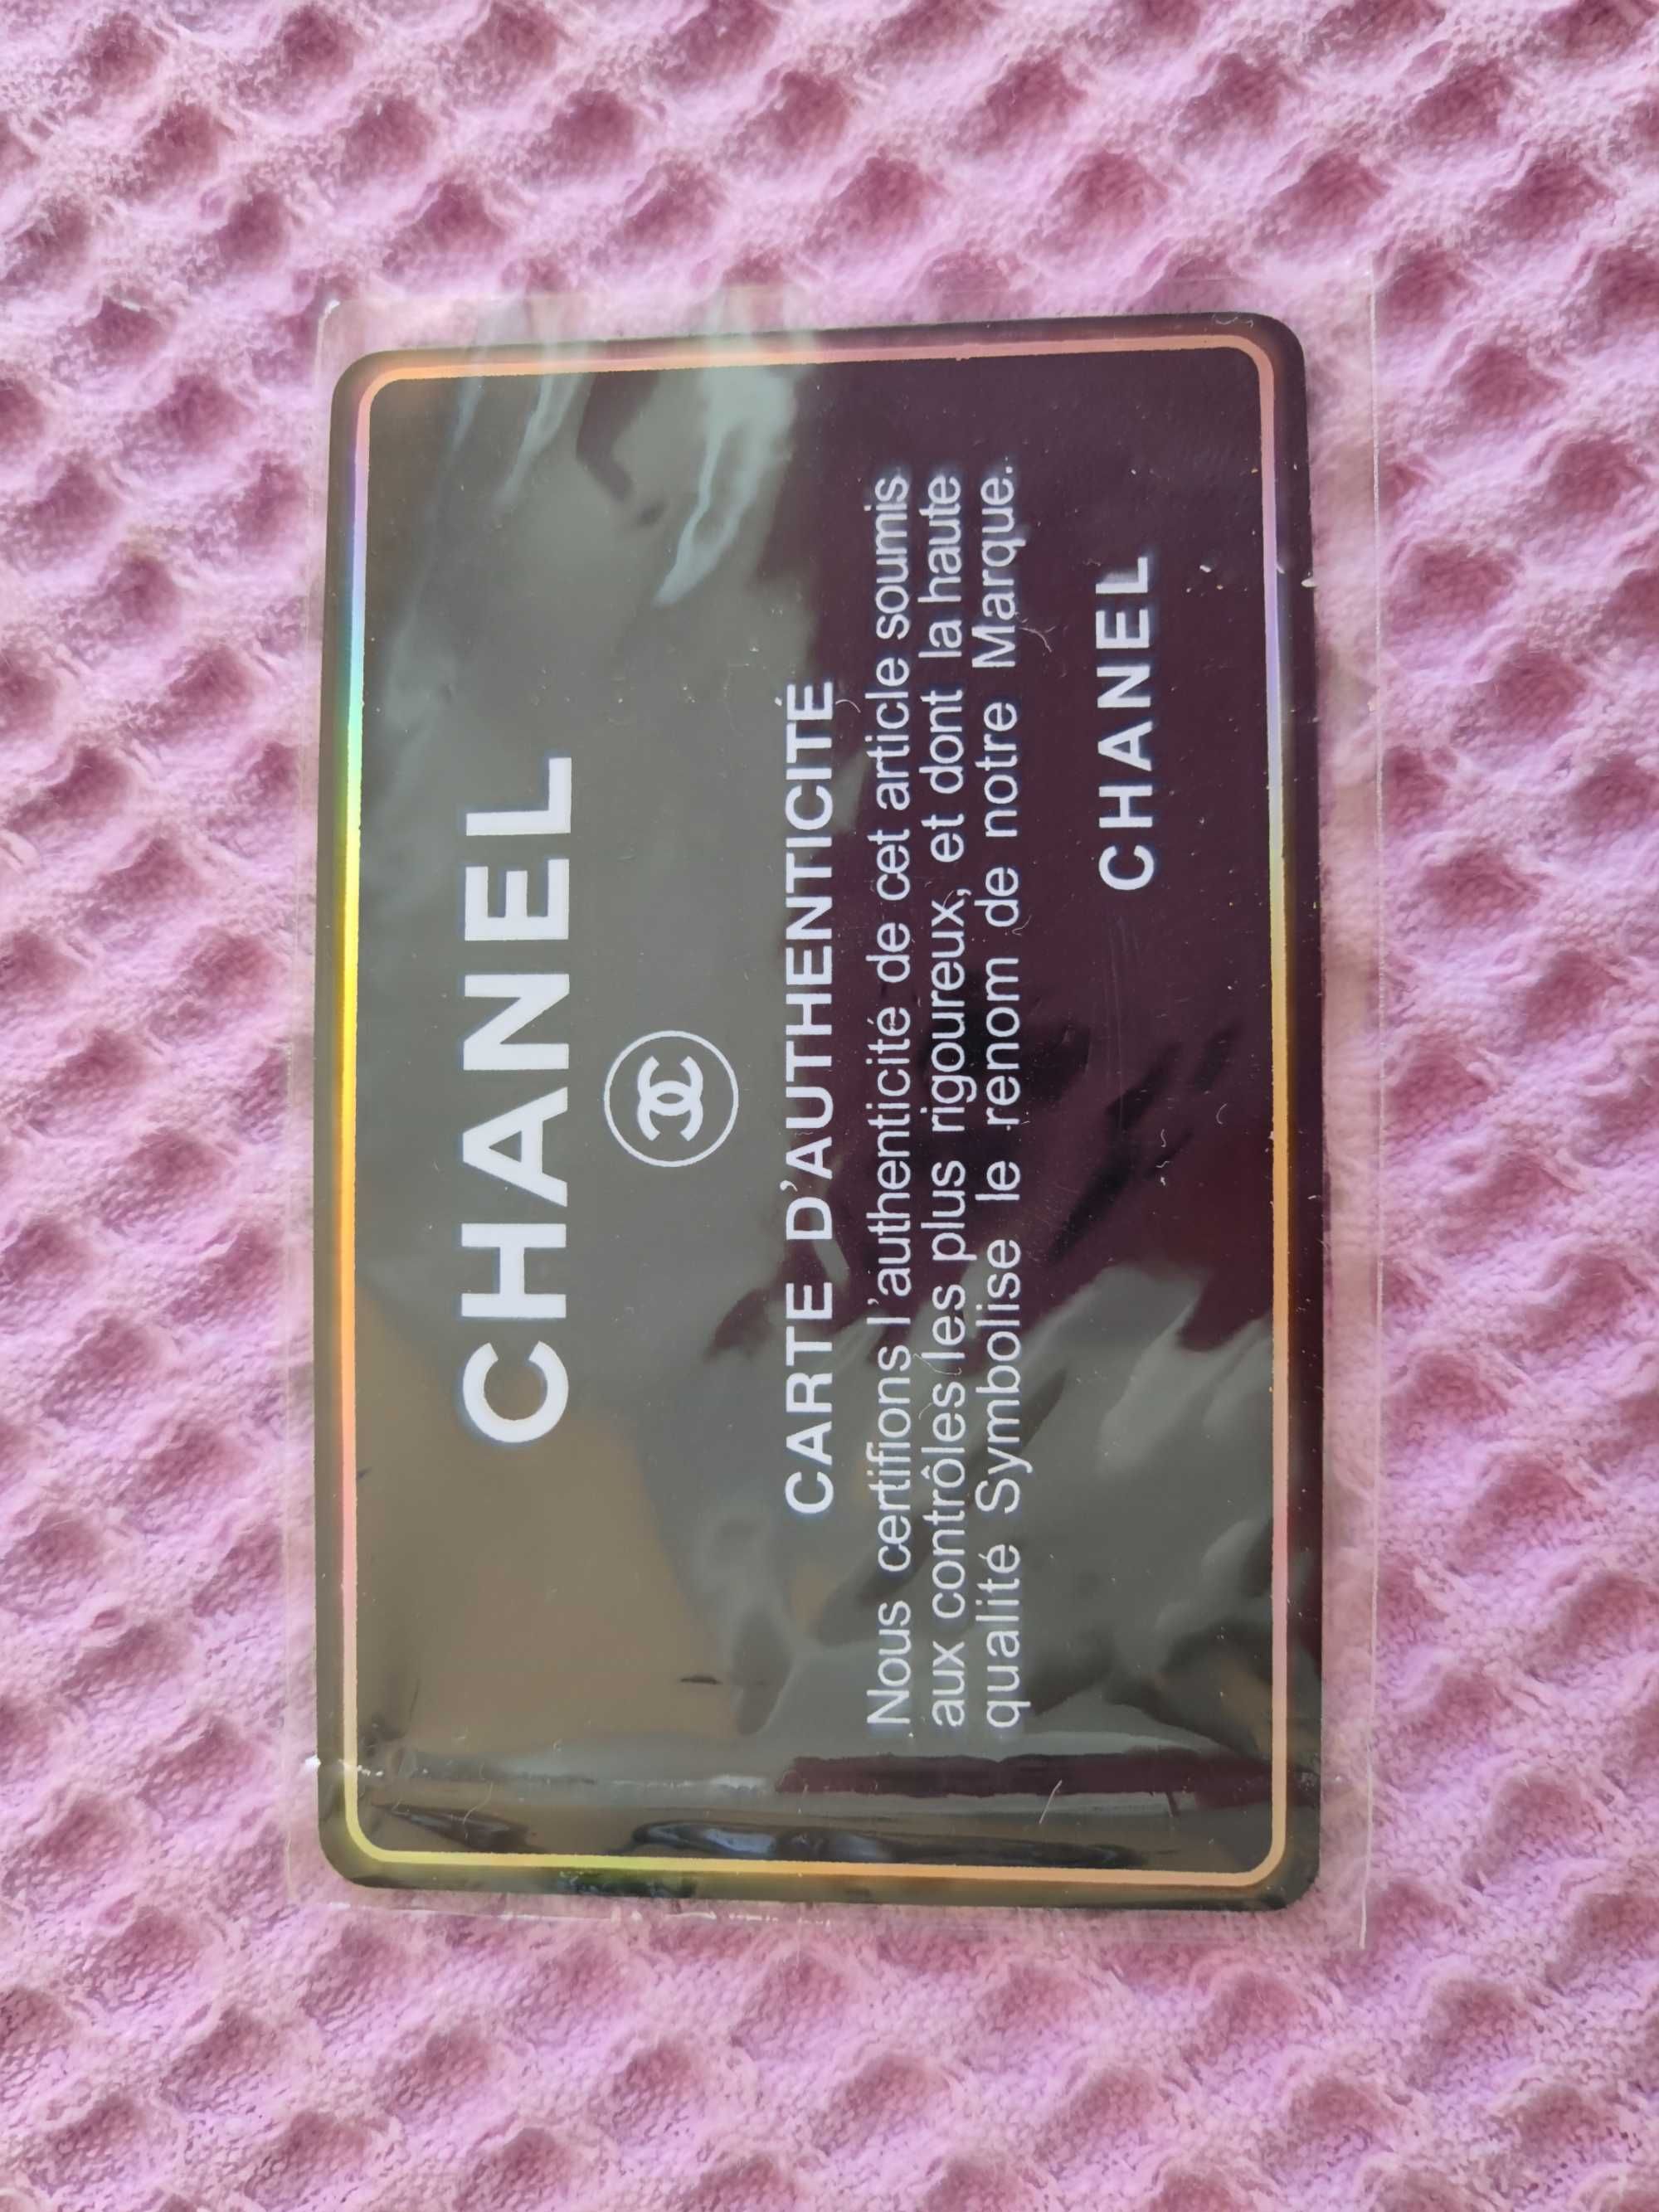 CHANEL
CARTE D'AUTHENTICITÉ
Nous certifions l'authenticité de cet article soumis
aux contrôles les plus rigoureux, et dont la haute
qualité Symbolise le renom de notre Marque.
CHANEL